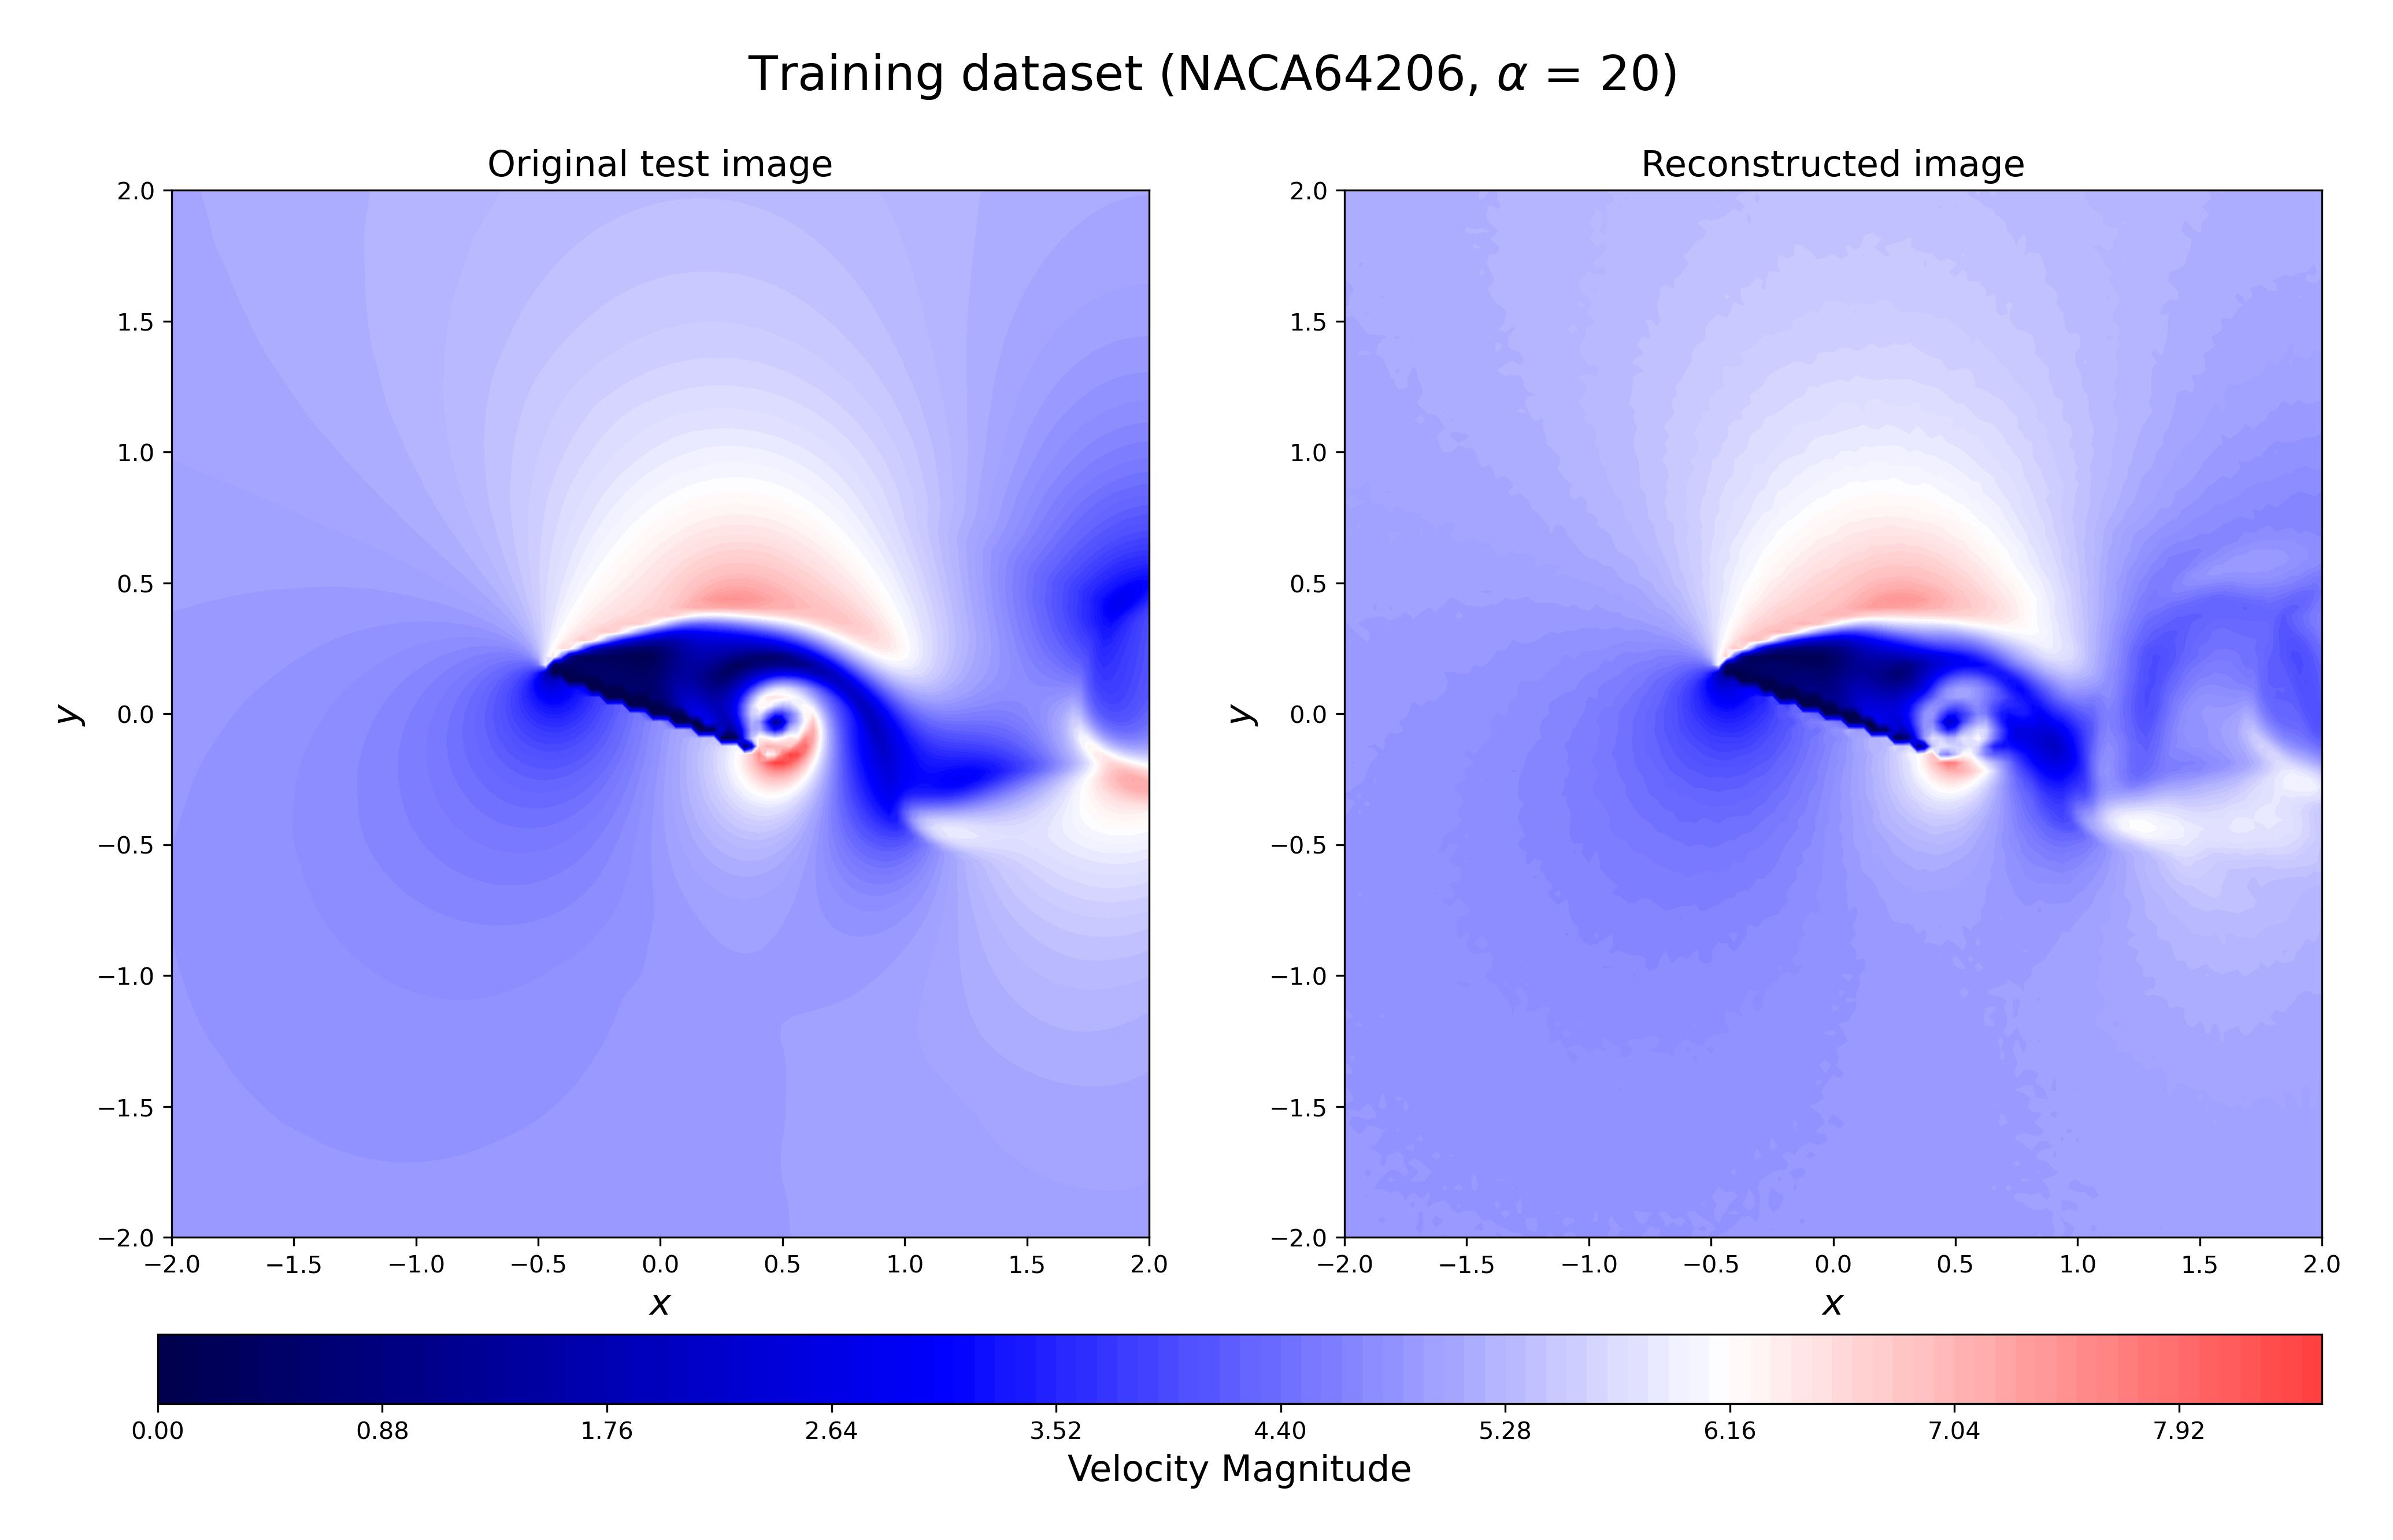 Training dataset (NACA64206, α = 20)
Original test image
2.0
1.5
1.0
0.5
0.0
−0.5
−1.0
−1.5
−2.0
y
−2.0 −1.5 −1.0 −0.5 0.0 0.5 1.0 1.5 2.0
x
Reconstructed image
2.0
1.5
1.0
0.5
0.0
−0.5
−1.0
−1.5
−2.0
y
−2.0 −1.5 −1.0 −0.5 0.0 0.5 1.0 1.5 2.0
x
0.00 0.88 1.76 2.64 3.52 4.40 5.28 6.16 7.04 7.92
Velocity Magnitude